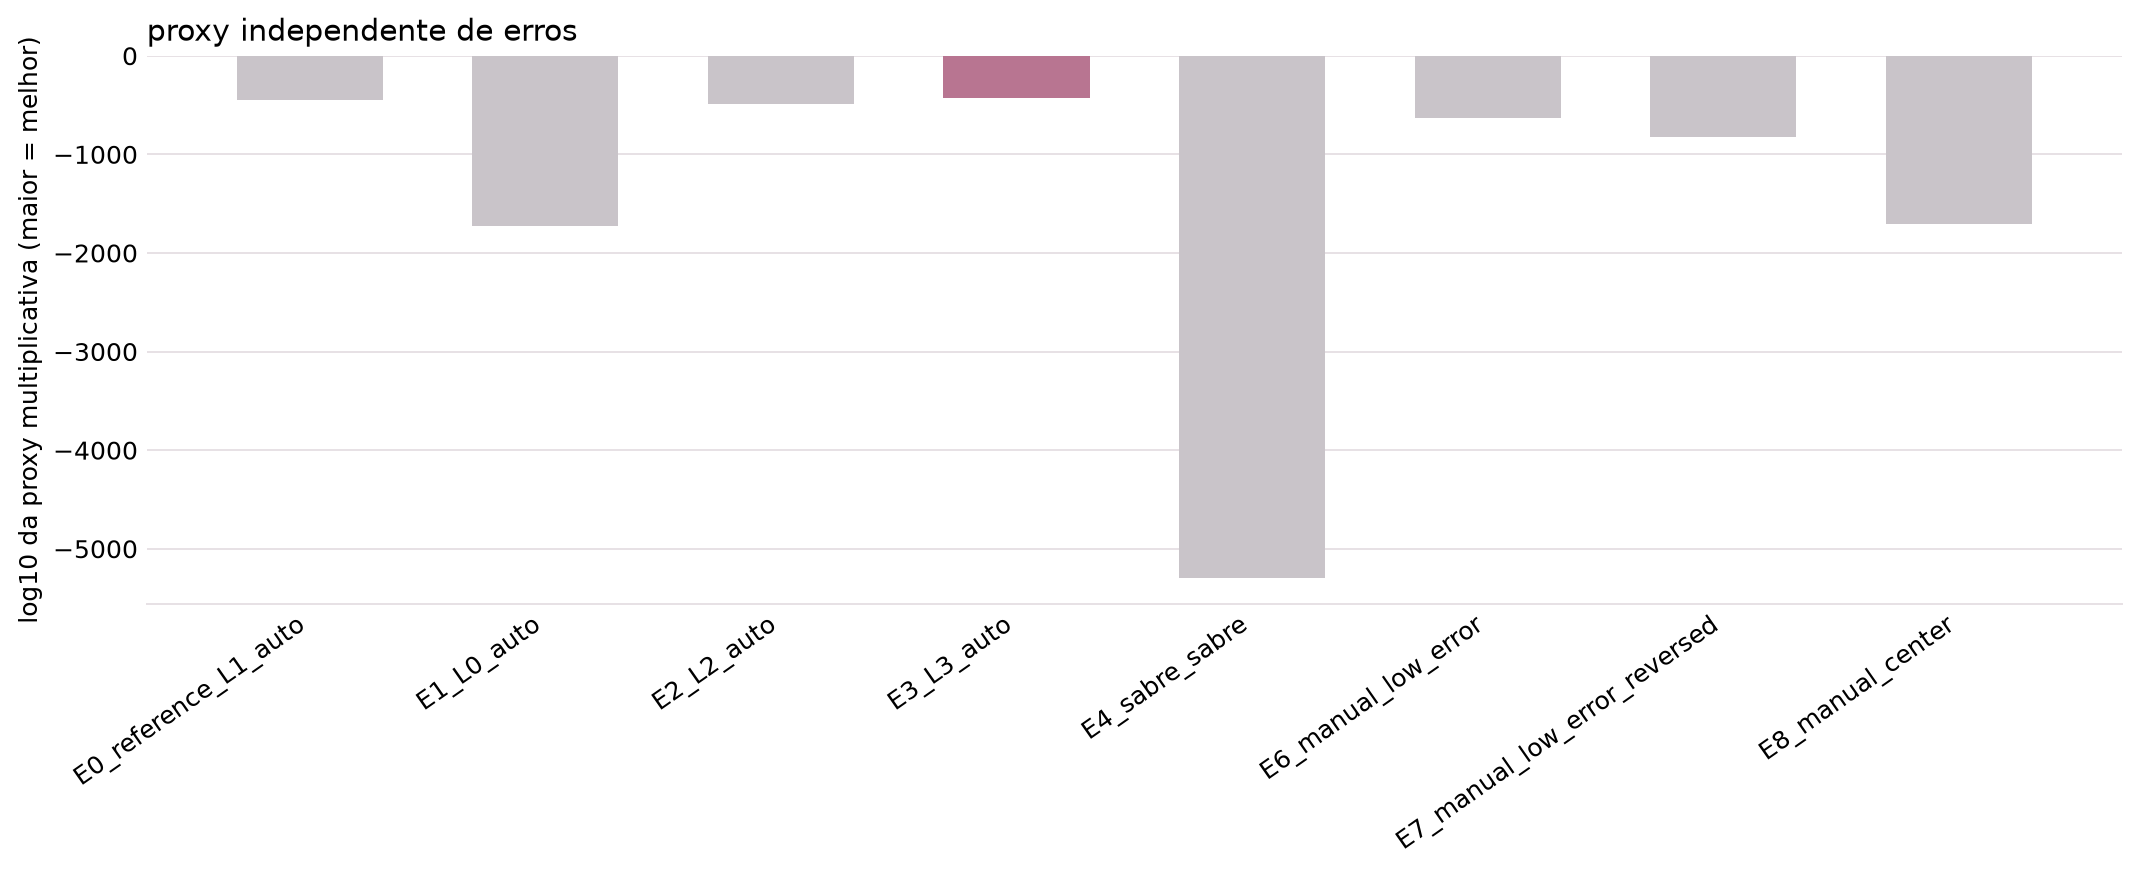 proxy independente de erros
log10 da proxy multiplicativa (maior = melhor)
0
−1000
−2000
−3000
−4000
−5000
E0_reference_L1_auto
E1_L0_auto
E2_L2_auto
E3_L3_auto
E4_sabre_sabre
E6_manual_low_error
E7_manual_low_error_reversed
E8_manual_center